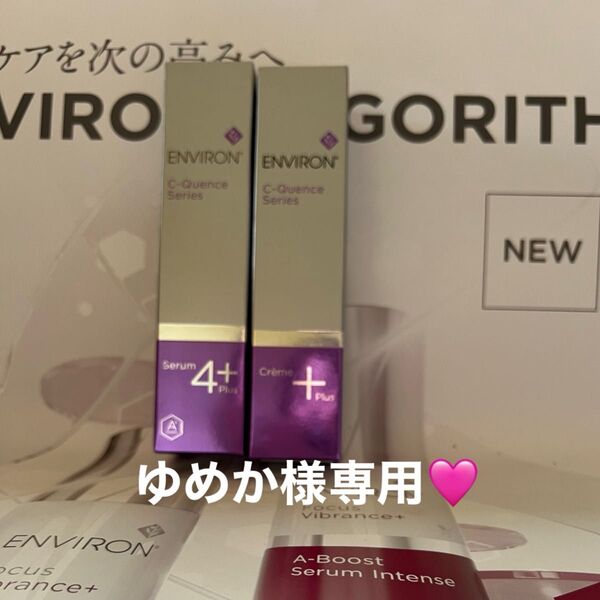 ケアを次の高みへ
VIRO
GORITH
NEW
ENVIRON
C-Quence
Series
Serum 4+
Plus
ENVIRON
C-Quence
Series
Crème +
Plus
ゆめか様専用🩷
ENVIRON
Focus
Vibrance+
A-Boost
Serum Intense